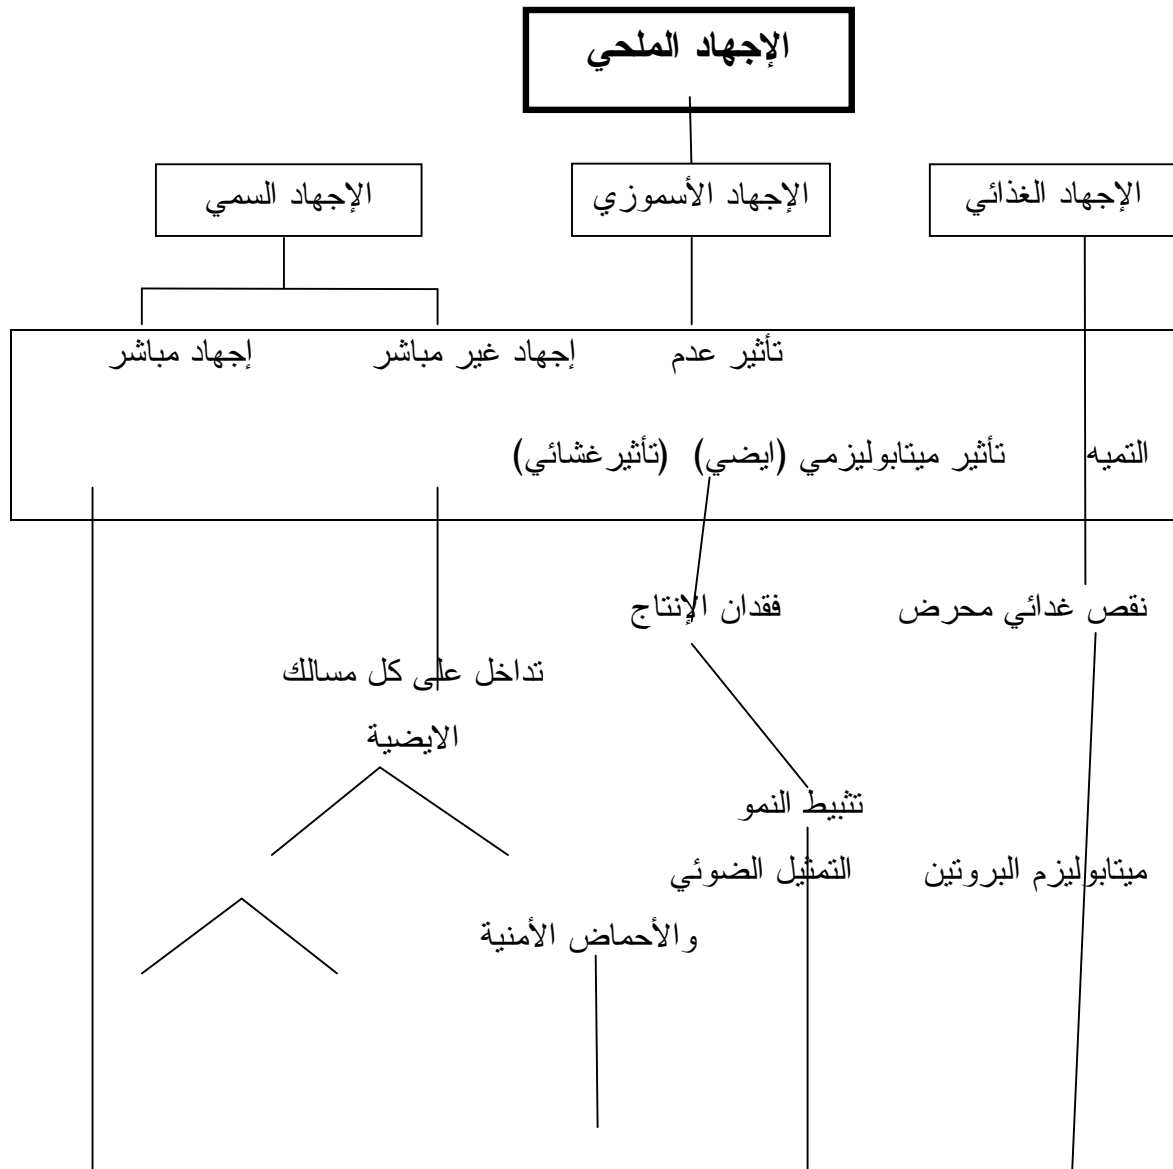 الإجهاد الملحي
الإجهاد الغذائي الإجهاد الأسموزي الإجهاد السمي
تأثير عدم إجهاد غير مباشر إجهاد مباشر
التميه تأثير ميتابوليزمي (ايضي) (تأثيرغشائي)
نقص غدائي محرض فقدان الإنتاج
تداخل على كل مسالك
الايضية
تثبيط النمو
ميتابوليزم البروتين التمثيل الضوئي
والأحماض الأمنية